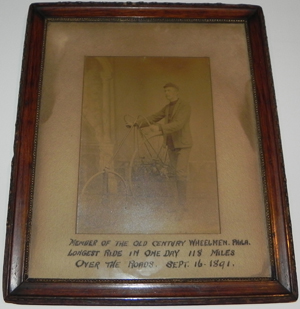 MEMBER OF THE OLD CENTURY WHEELMEN. PHILA.
LONGEST RIDE IN ONE DAY 118 MILES
OVER THE ROADS. SEPT. 16-1891.